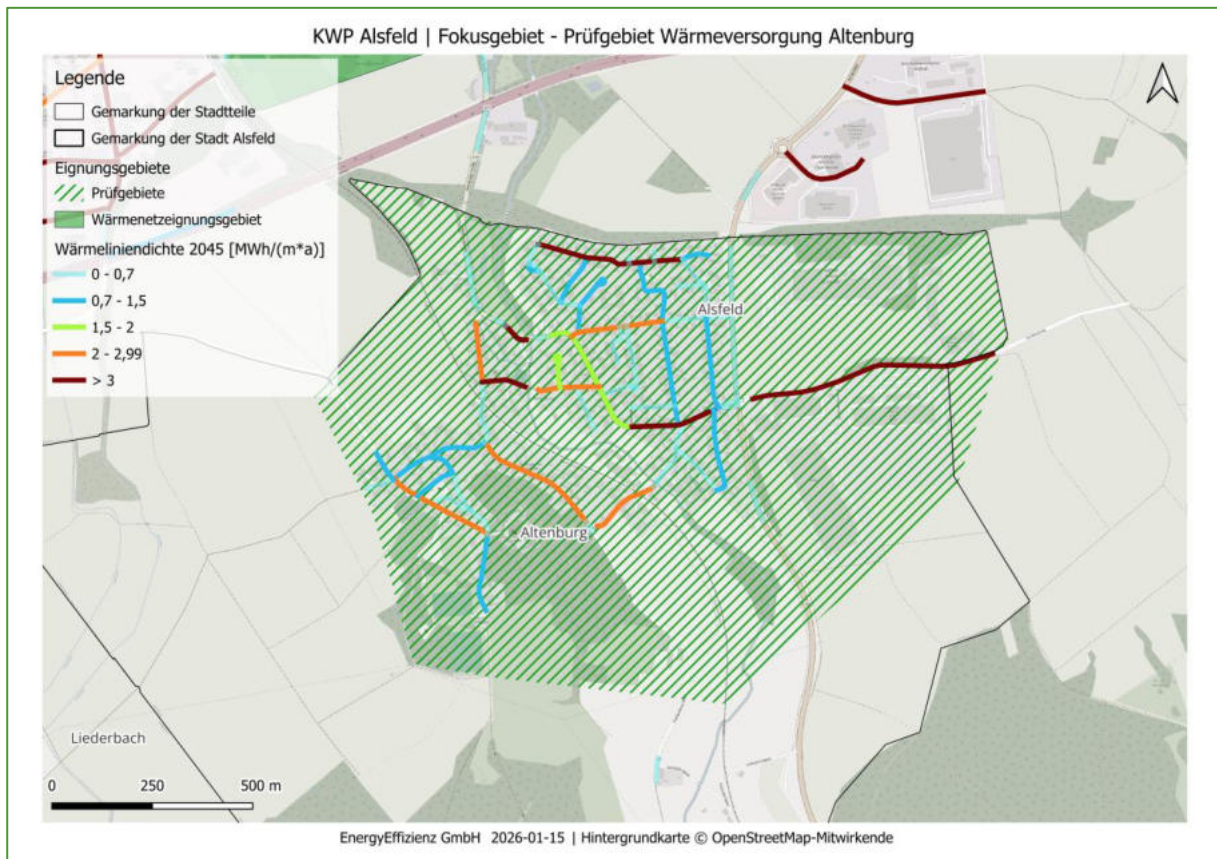 KWP Alsfeld | Fokusgebiet - Prüfgebiet Wärmeversorgung Altenburg
Legende
Gemarkung der Stadtteile
Gemarkung der Stadt Alsfeld
Eignungsgebiete
Prüfgebiete
Wärmenetzeignungsgebiet
Wärmeliniendichte 2045 [MWh/(m*a)]
0 - 0,7
0,7 - 1,5
1,5 - 2
2 - 2,99
> 3
Alsfeld
Altenburg
Liederbach
0 250 500 m
EnergyEffizienz GmbH 2026-01-15 | Hintergrundkarte © OpenStreetMap-Mitwirkende